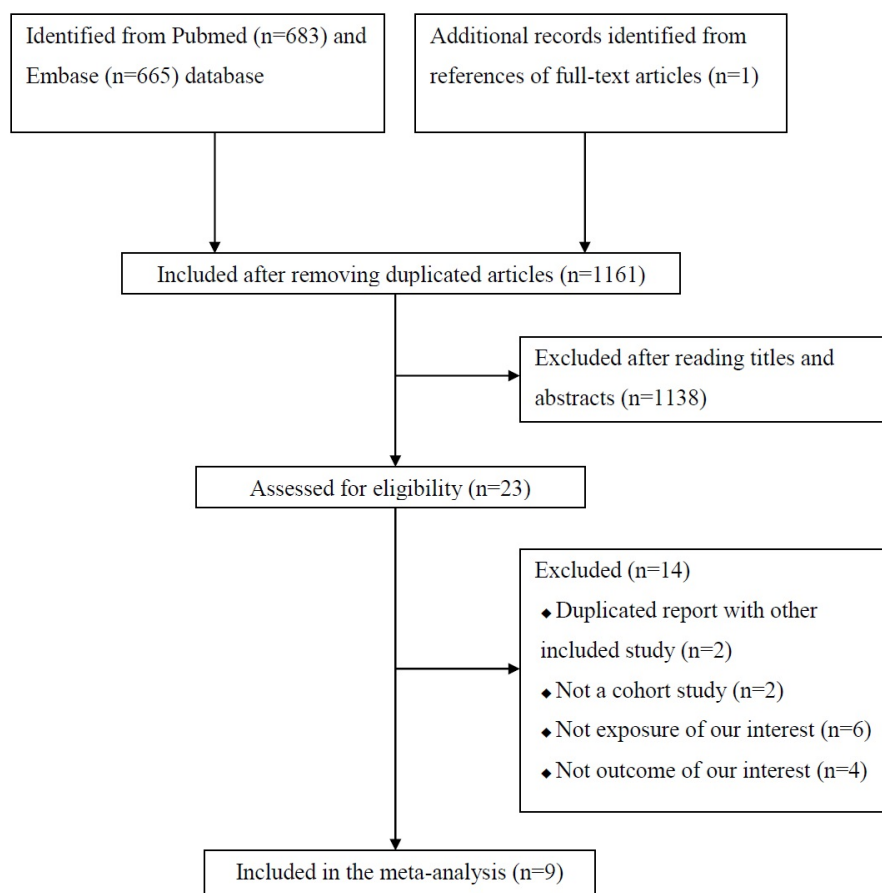 Identified from Pubmed (n=683) and
Embase (n=665) database
Additional records identified from
references of full-text articles (n=1)
Included after removing duplicated articles (n=1161)
Excluded after reading titles and
abstracts (n=1138)
Assessed for eligibility (n=23)
Excluded (n=14)
◆ Duplicated report with other
included study (n=2)
◆ Not a cohort study (n=2)
◆ Not exposure of our interest (n=6)
◆ Not outcome of our interest (n=4)
Included in the meta-analysis (n=9)